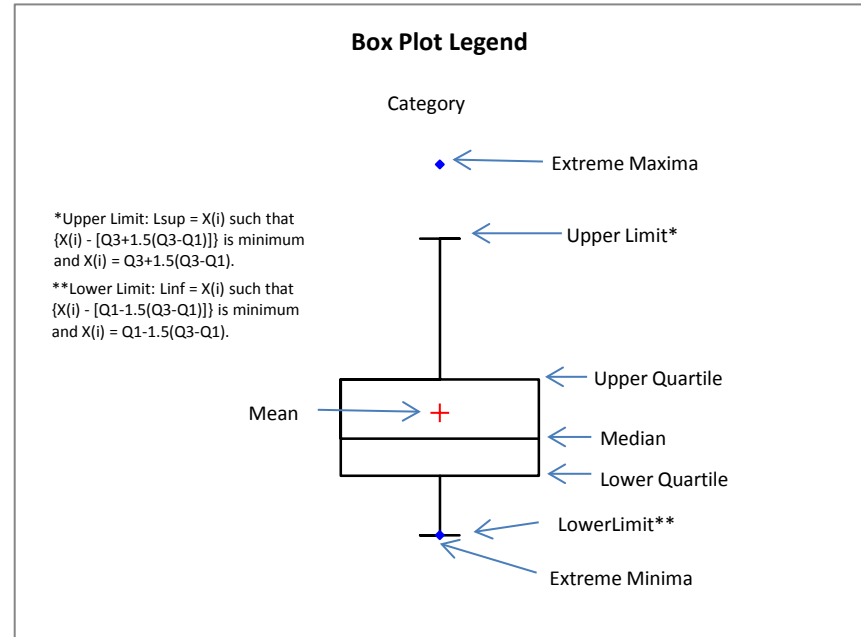 Box Plot Legend
Category
Extreme Maxima
*Upper Limit: Lsup = X(i) such that
{X(i) - [Q3+1.5(Q3-Q1)]} is minimum
and X(i) = Q3+1.5(Q3-Q1).
Upper Limit*
**Lower Limit: Linf = X(i) such that
{X(i) - [Q1-1.5(Q3-Q1)]} is minimum
and X(i) = Q1-1.5(Q3-Q1).
Upper Quartile
Mean
Median
Lower Quartile
LowerLimit**
Extreme Minima